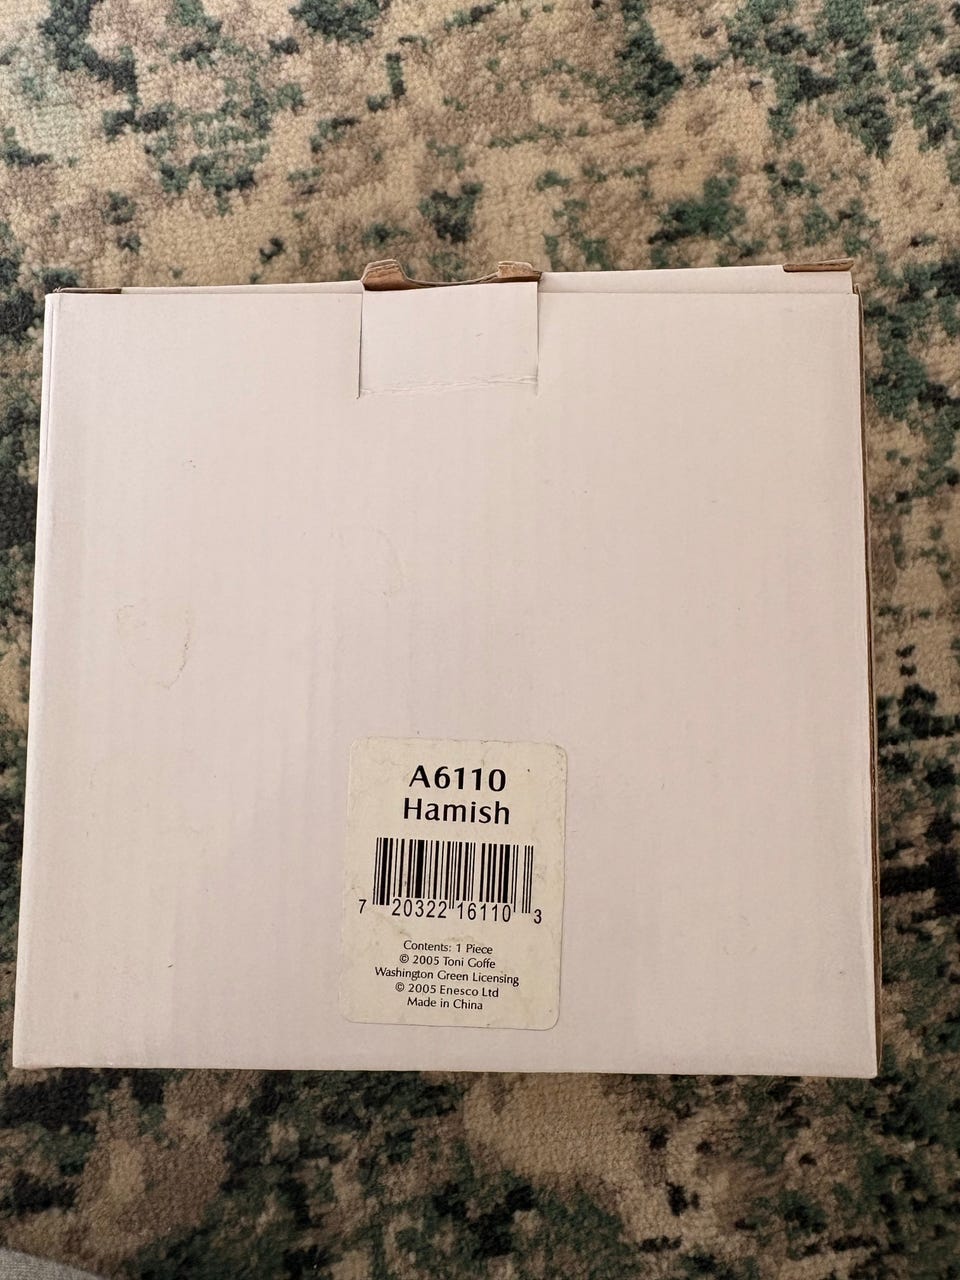 A6110
Hamish
7 20322 16110 3
Contents: 1 Piece
© 2005 Toni Goffe
Washington Green Licensing
© 2005 Enesco Ltd
Made in China